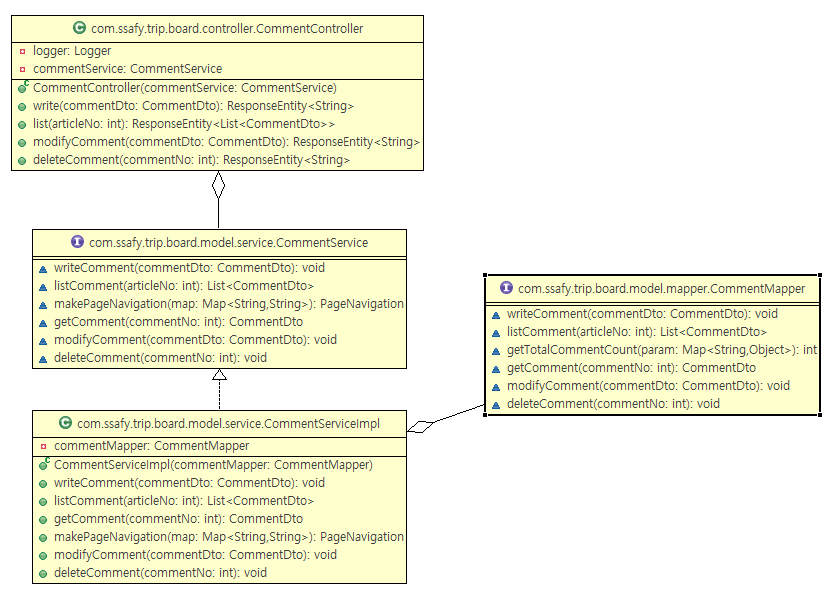 com.ssafy.trip.board.controller.CommentController
logger: Logger
commentService: CommentService
CommentController(commentService: CommentService)
write(commentDto: CommentDto): ResponseEntity<String>
list(articleNo: int): ResponseEntity<List<CommentDto>>
modifyComment(commentDto: CommentDto): ResponseEntity<String>
deleteComment(commentNo: int): ResponseEntity<String>
com.ssafy.trip.board.model.service.CommentService
writeComment(commentDto: CommentDto): void
listComment(articleNo: int): List<CommentDto>
makePageNavigation(map: Map<String,String>): PageNavigation
getComment(commentNo: int): CommentDto
modifyComment(commentDto: CommentDto): void
deleteComment(commentNo: int): void
com.ssafy.trip.board.model.mapper.CommentMapper
writeComment(commentDto: CommentDto): void
listComment(articleNo: int): List<CommentDto>
getTotalCommentCount(param: Map<String,Object>): int
getComment(commentNo: int): CommentDto
modifyComment(commentDto: CommentDto): void
deleteComment(commentNo: int): void
com.ssafy.trip.board.model.service.CommentServiceImpl
commentMapper: CommentMapper
CommentServiceImpl(commentMapper: CommentMapper)
writeComment(commentDto: CommentDto): void
listComment(articleNo: int): List<CommentDto>
getComment(commentNo: int): CommentDto
makePageNavigation(map: Map<String,String>): PageNavigation
modifyComment(commentDto: CommentDto): void
deleteComment(commentNo: int): void